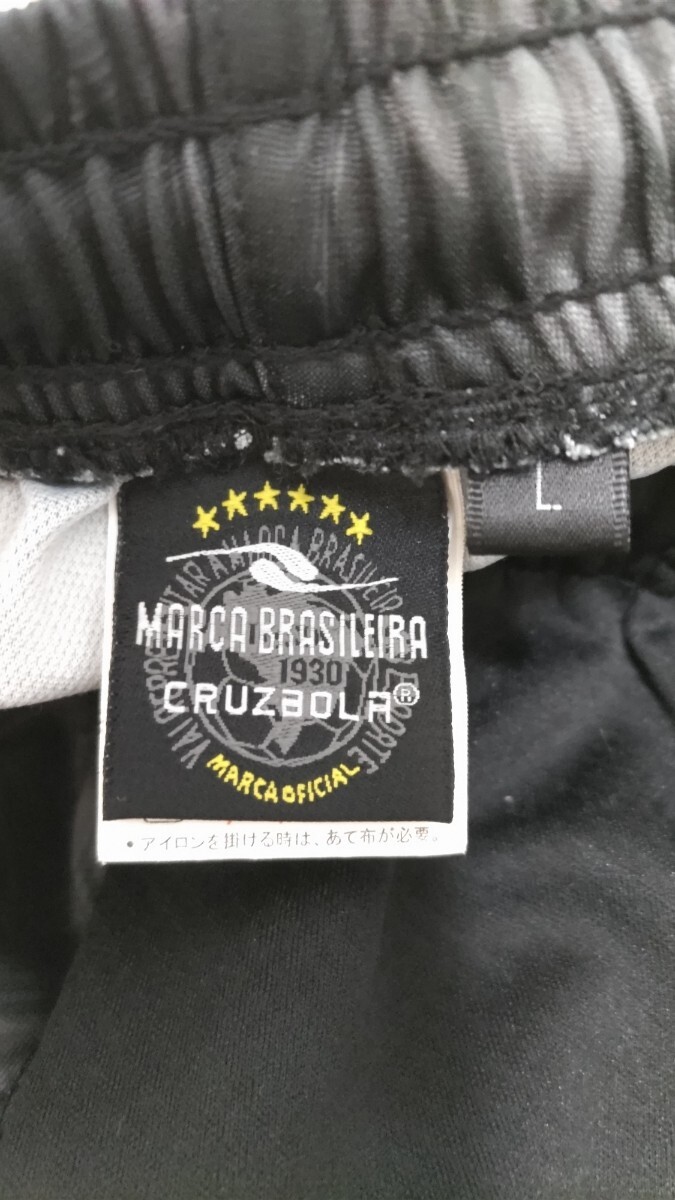 L
MARCA BRASILEIRA
1930
CRUZBOLA®
MARCA OFICIAL
• アイロンを掛ける時は、あて布が必要。